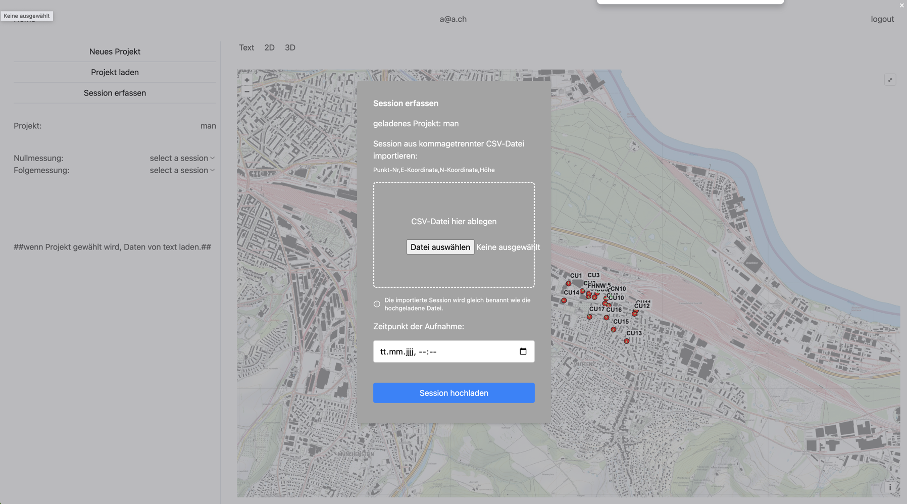 Keine ausgewählt
a@a.ch
logout
Neues Projekt
Projekt laden
Session erfassen
Projekt:
man
Nullmessung:
select a session
Folgemessung:
select a session
##wenn Projekt gewählt wird, Daten von text laden.##
Text
2D
3D
Session erfassen
geladenes Projekt: man
Session aus kommagetrennter CSV-Datei
importieren:
Punkt-Nr,E-Koordinate,N-Koordinate,Höhe
CSV-Datei hier ablegen
Datei auswählen Keine ausgewählt
Die importierte Session wird gleich benannt wie die
hochgeladene Datei.
Zeitpunkt der Aufnahme:
tt.mm.jjjj, --:--
Session hochladen
CU1
CU3
CU14
CN10
CU10
CU12
CU17
CU16
CU15
CU13